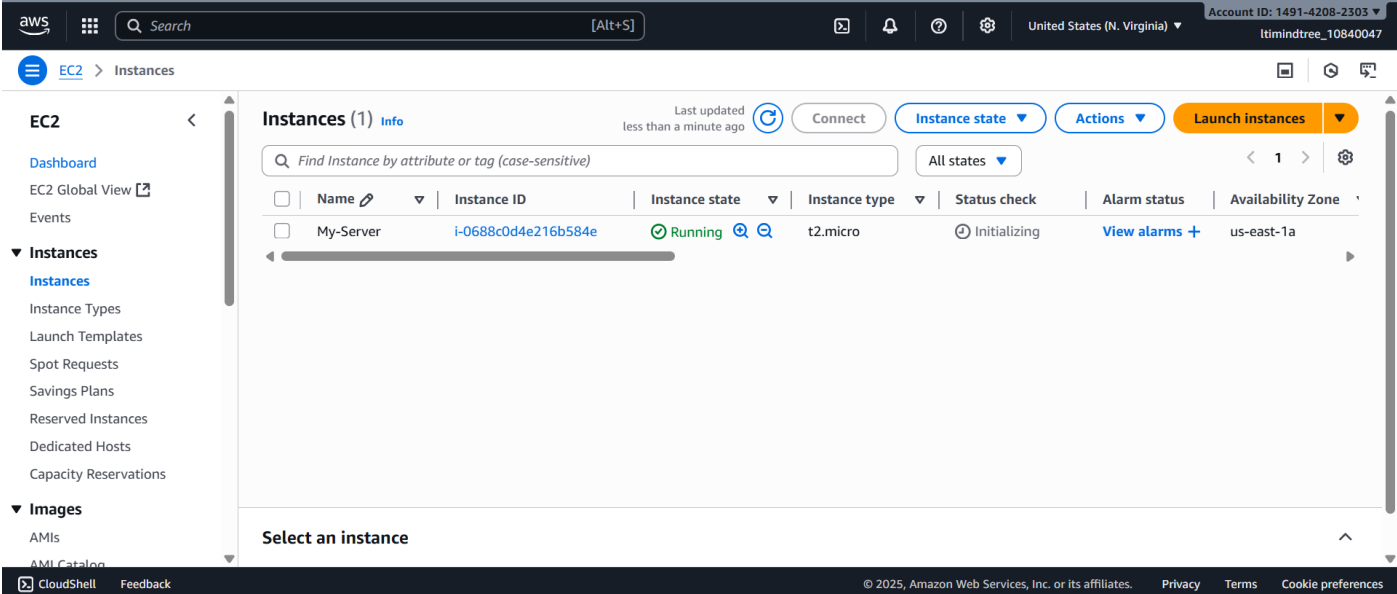 aws
Search [Alt+S]
United States (N. Virginia)
Account ID: 1491-4208-2303
ltimindtree_10840047
EC2 > Instances
EC2
Dashboard
EC2 Global View
Events
Instances
Instances
Instance Types
Launch Templates
Spot Requests
Savings Plans
Reserved Instances
Dedicated Hosts
Capacity Reservations
Images
AMIs
AMI Catalog
Instances (1) Info
Last updated
less than a minute ago
Connect
Instance state
Actions
Launch instances
Find Instance by attribute or tag (case-sensitive)
All states
1
Name Instance ID Instance state Instance type Status check Alarm status Availability Zone
My-Server i-0688c0d4e216b584e Running t2.micro Initializing View alarms + us-east-1a
Select an instance
CloudShell Feedback © 2025, Amazon Web Services, Inc. or its affiliates. Privacy Terms Cookie preferences